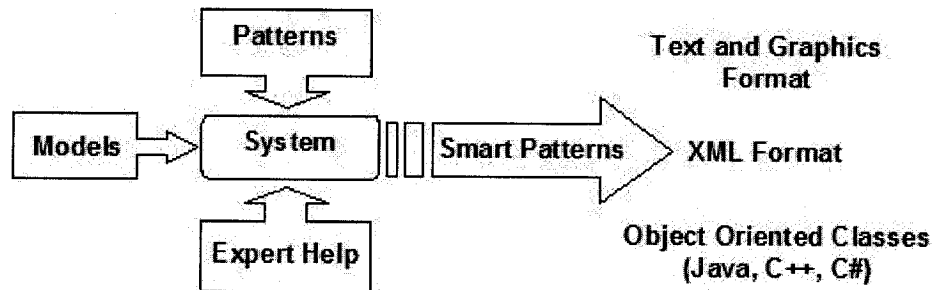 Patterns
Text and Graphics
Format
Models
System
Smart Patterns
XML Format
Expert Help
Object Oriented Classes
(Java, C++, C#)